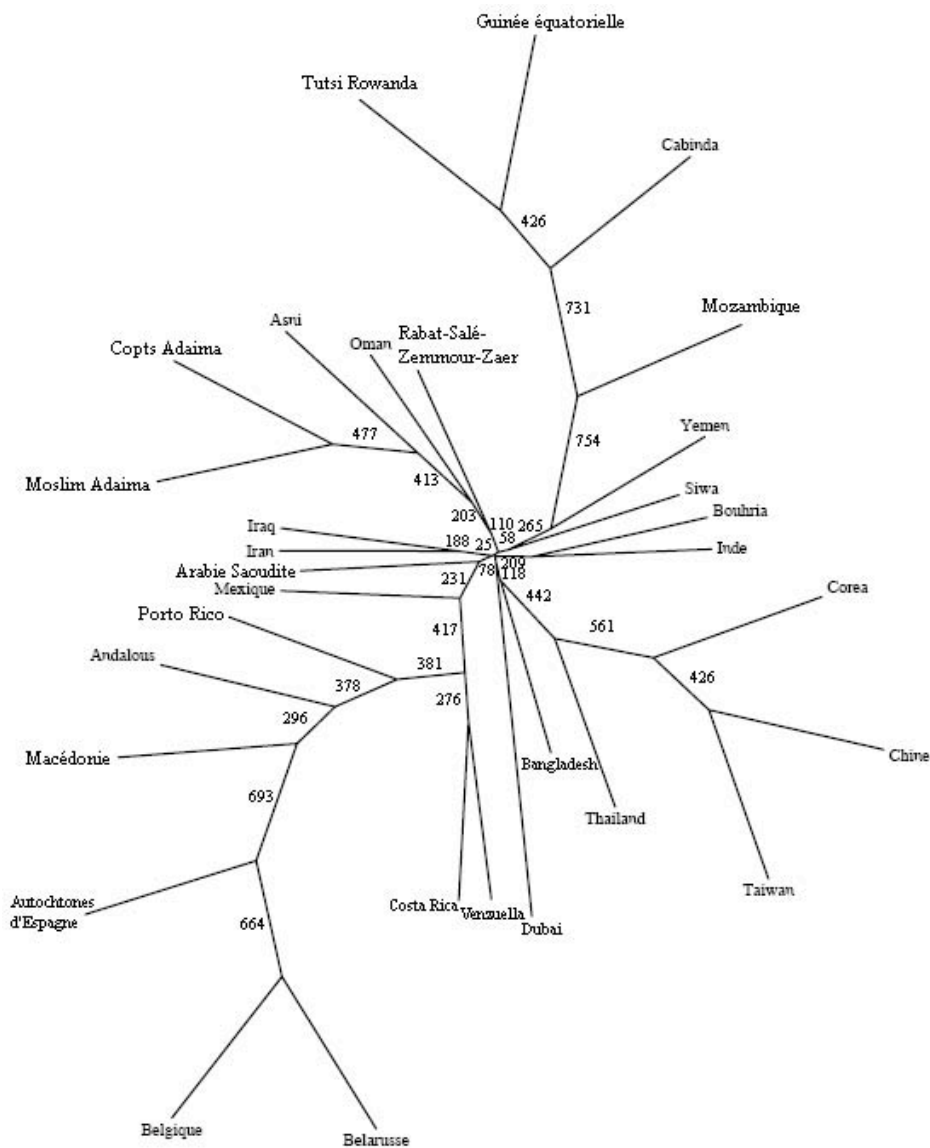 Guinée équatorielle
Tutsi Rowanda
Cabinda
426
731
Mozambique
Asni
Oman
Rabat-Salé-
Zemmour-Zaer
Copts Adaima
477
754
Yemen
Moslim Adaima
413
Siwa
203
110
265
Bouhria
Iraq
188
25
58
Inde
Iran
Arabie Saoudite
78
209
118
231
Mexique
442
Corea
Porto Rico
417
561
Andalous
381
426
378
276
296
Macédonie
Bangladesh
Chine
693
Thailand
Taiwan
Autochtones
d'Espagne
Costa Rica
Venzuella
664
Dubai
Belgique
Belarusse